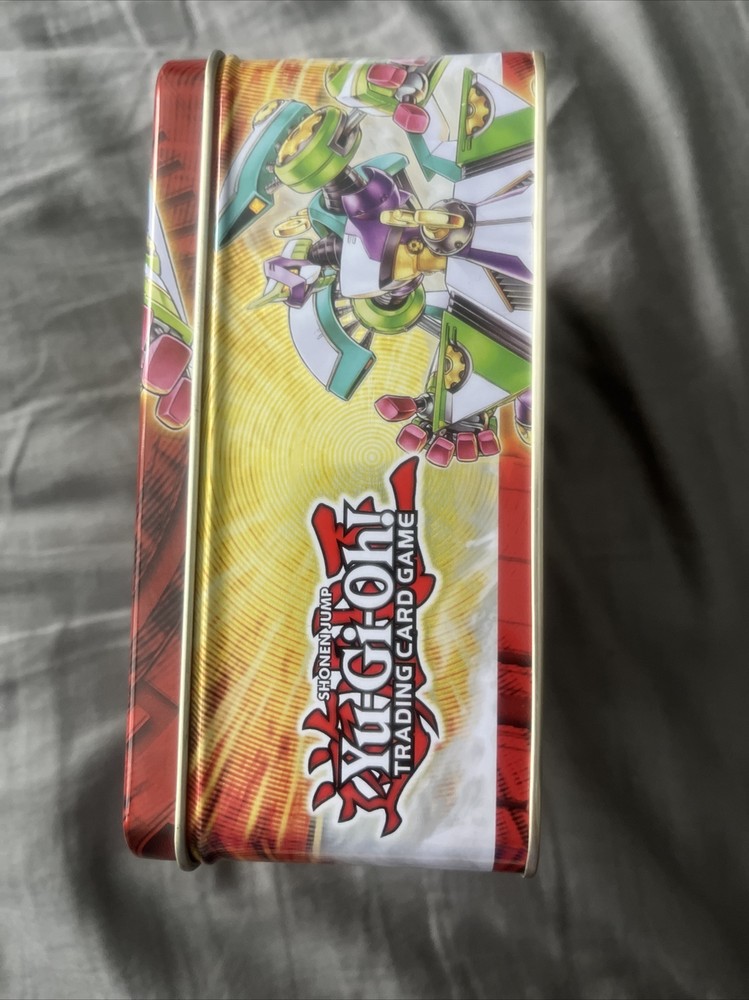 SHONEN JUMP
Yu-Gi-Oh!
TRADING CARD GAME